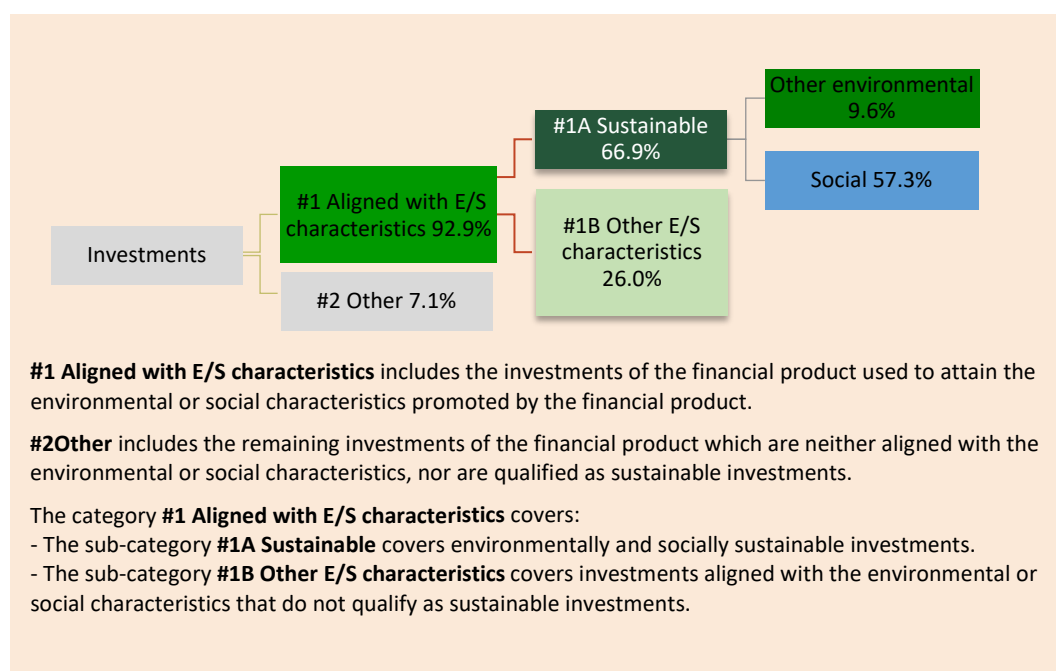 Other environmental
9.6%
#1A Sustainable
66.9%
Social 57.3%
#1 Aligned with E/S
characteristics 92.9%
#1B Other E/S
characteristics
26.0%
Investments
#2 Other 7.1%
#1 Aligned with E/S characteristics includes the investments of the financial product used to attain the
environmental or social characteristics promoted by the financial product.
#2Other includes the remaining investments of the financial product which are neither aligned with the
environmental or social characteristics, nor are qualified as sustainable investments.
The category #1 Aligned with E/S characteristics covers:
- The sub-category #1A Sustainable covers environmentally and socially sustainable investments.
- The sub-category #1B Other E/S characteristics covers investments aligned with the environmental or
social characteristics that do not qualify as sustainable investments.